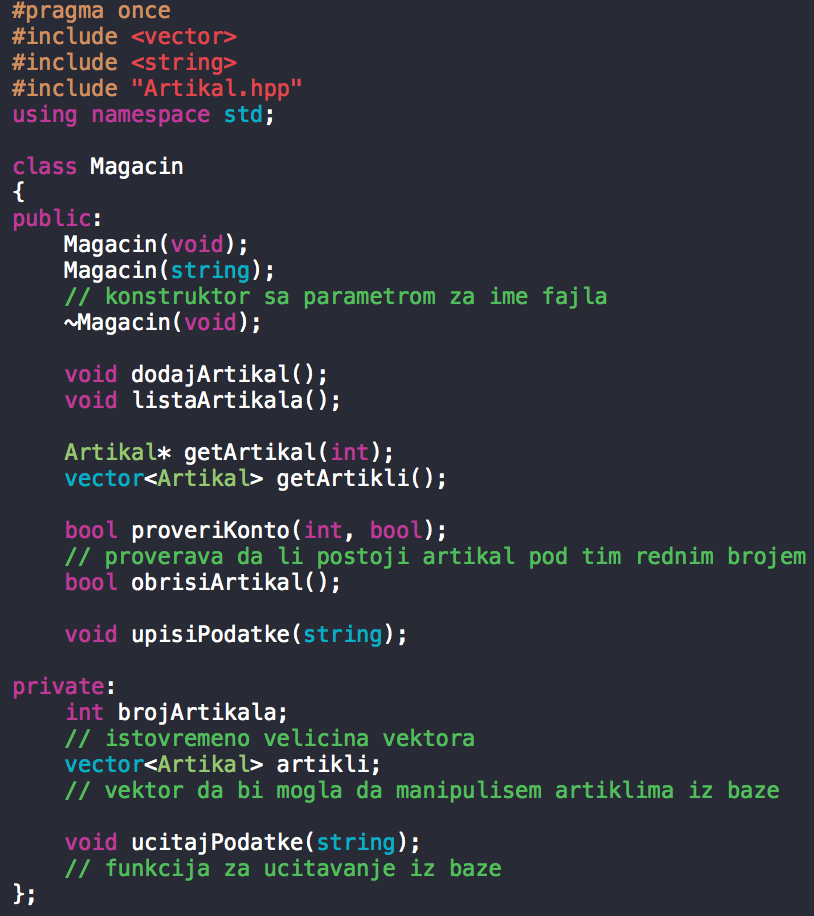 #pragma once
#include <vector>
#include <string>
#include "Artikal.hpp"
using namespace std;
class Magacin
{
public:
Magacin(void);
Magacin(string);
// konstruktor sa parametrom za ime fajla
~Magacin(void);
void dodajArtikal();
void listaArtikala();
Artikal* getArtikal(int);
vector<Artikal> getArtikli();
bool proveriKonto(int, bool);
// proverava da li postoji artikal pod tim rednim brojem
bool obrisiArtikal();
void upisiPodatke(string);
private:
int brojArtikala;
// istovremeno velicina vektora
vector<Artikal> artikli;
// vektor da bi mogla da manipulisem artiklima iz baze
void ucitajPodatke(string);
// funkcija za ucitavanje iz baze
};